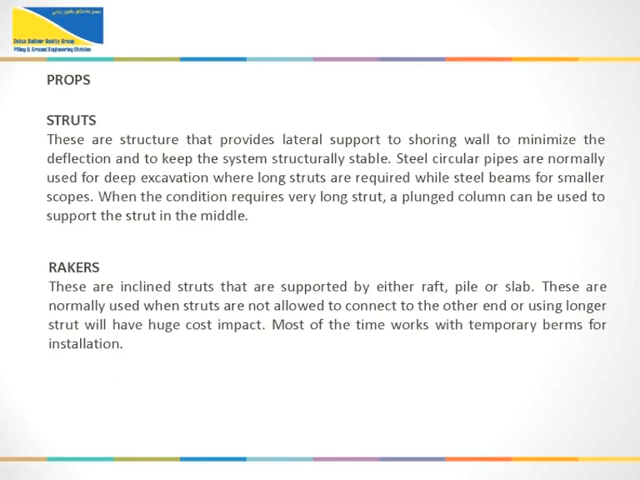 Dutco Balfour Beatty Group
Piling & Ground Engineering Division
PROPS
STRUTS
These are structure that provides lateral support to shoring wall to minimize the
deflection and to keep the system structurally stable. Steel circular pipes are normally
used for deep excavation where long struts are required while steel beams for smaller
scopes. When the condition requires very long strut, a plunged column can be used to
support the strut in the middle.
RAKERS
These are inclined struts that are supported by either raft, pile or slab. These are
normally used when struts are not allowed to connect to the other end or using longer
strut will have huge cost impact. Most of the time works with temporary berms for
installation.